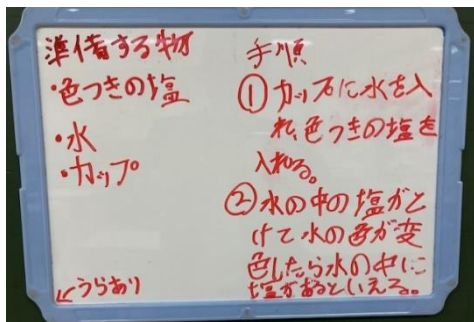 準備する物
・色つきの塩
・水
・カップ
←うらあり
手順
①カップに水を入
れ、色つきの塩を
入れる。
②水の中の塩がと
けて水の色が変
色したら水の中に
塩があるといえる。